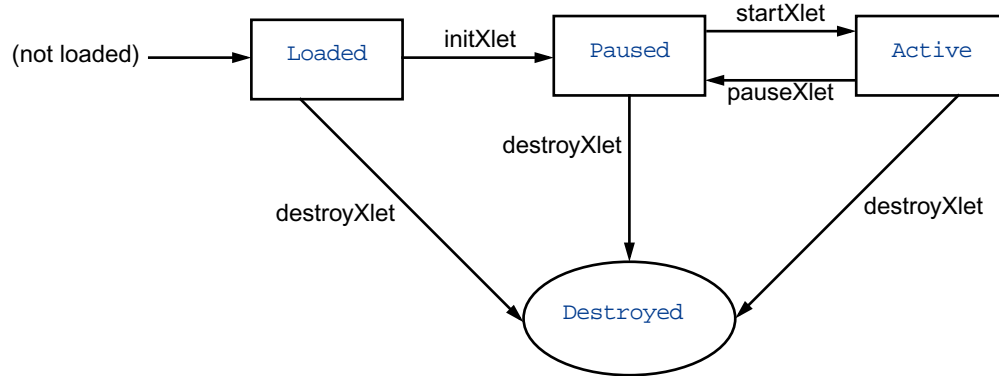 startXlet
(not loaded)
Loaded
initXlet
Paused
Active
pauseXlet
destroyXlet
destroyXlet
destroyXlet
Destroyed